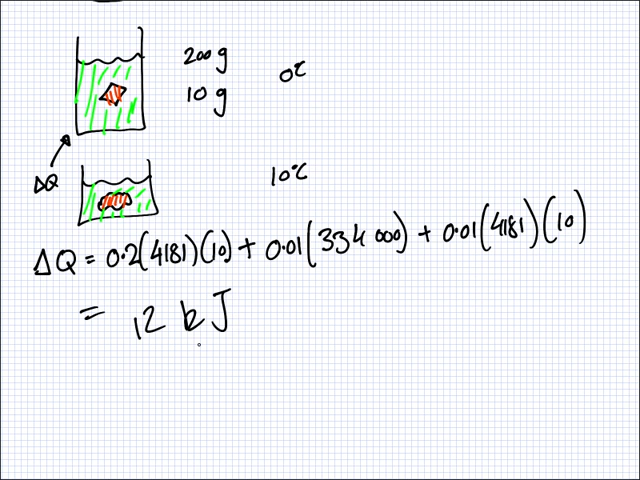 200 g
10 g
0℃
ΔQ
10℃
ΔQ = 0.2(4181)(10) + 0.01(334 000) + 0.01(4181)(10)
= 12 kJ